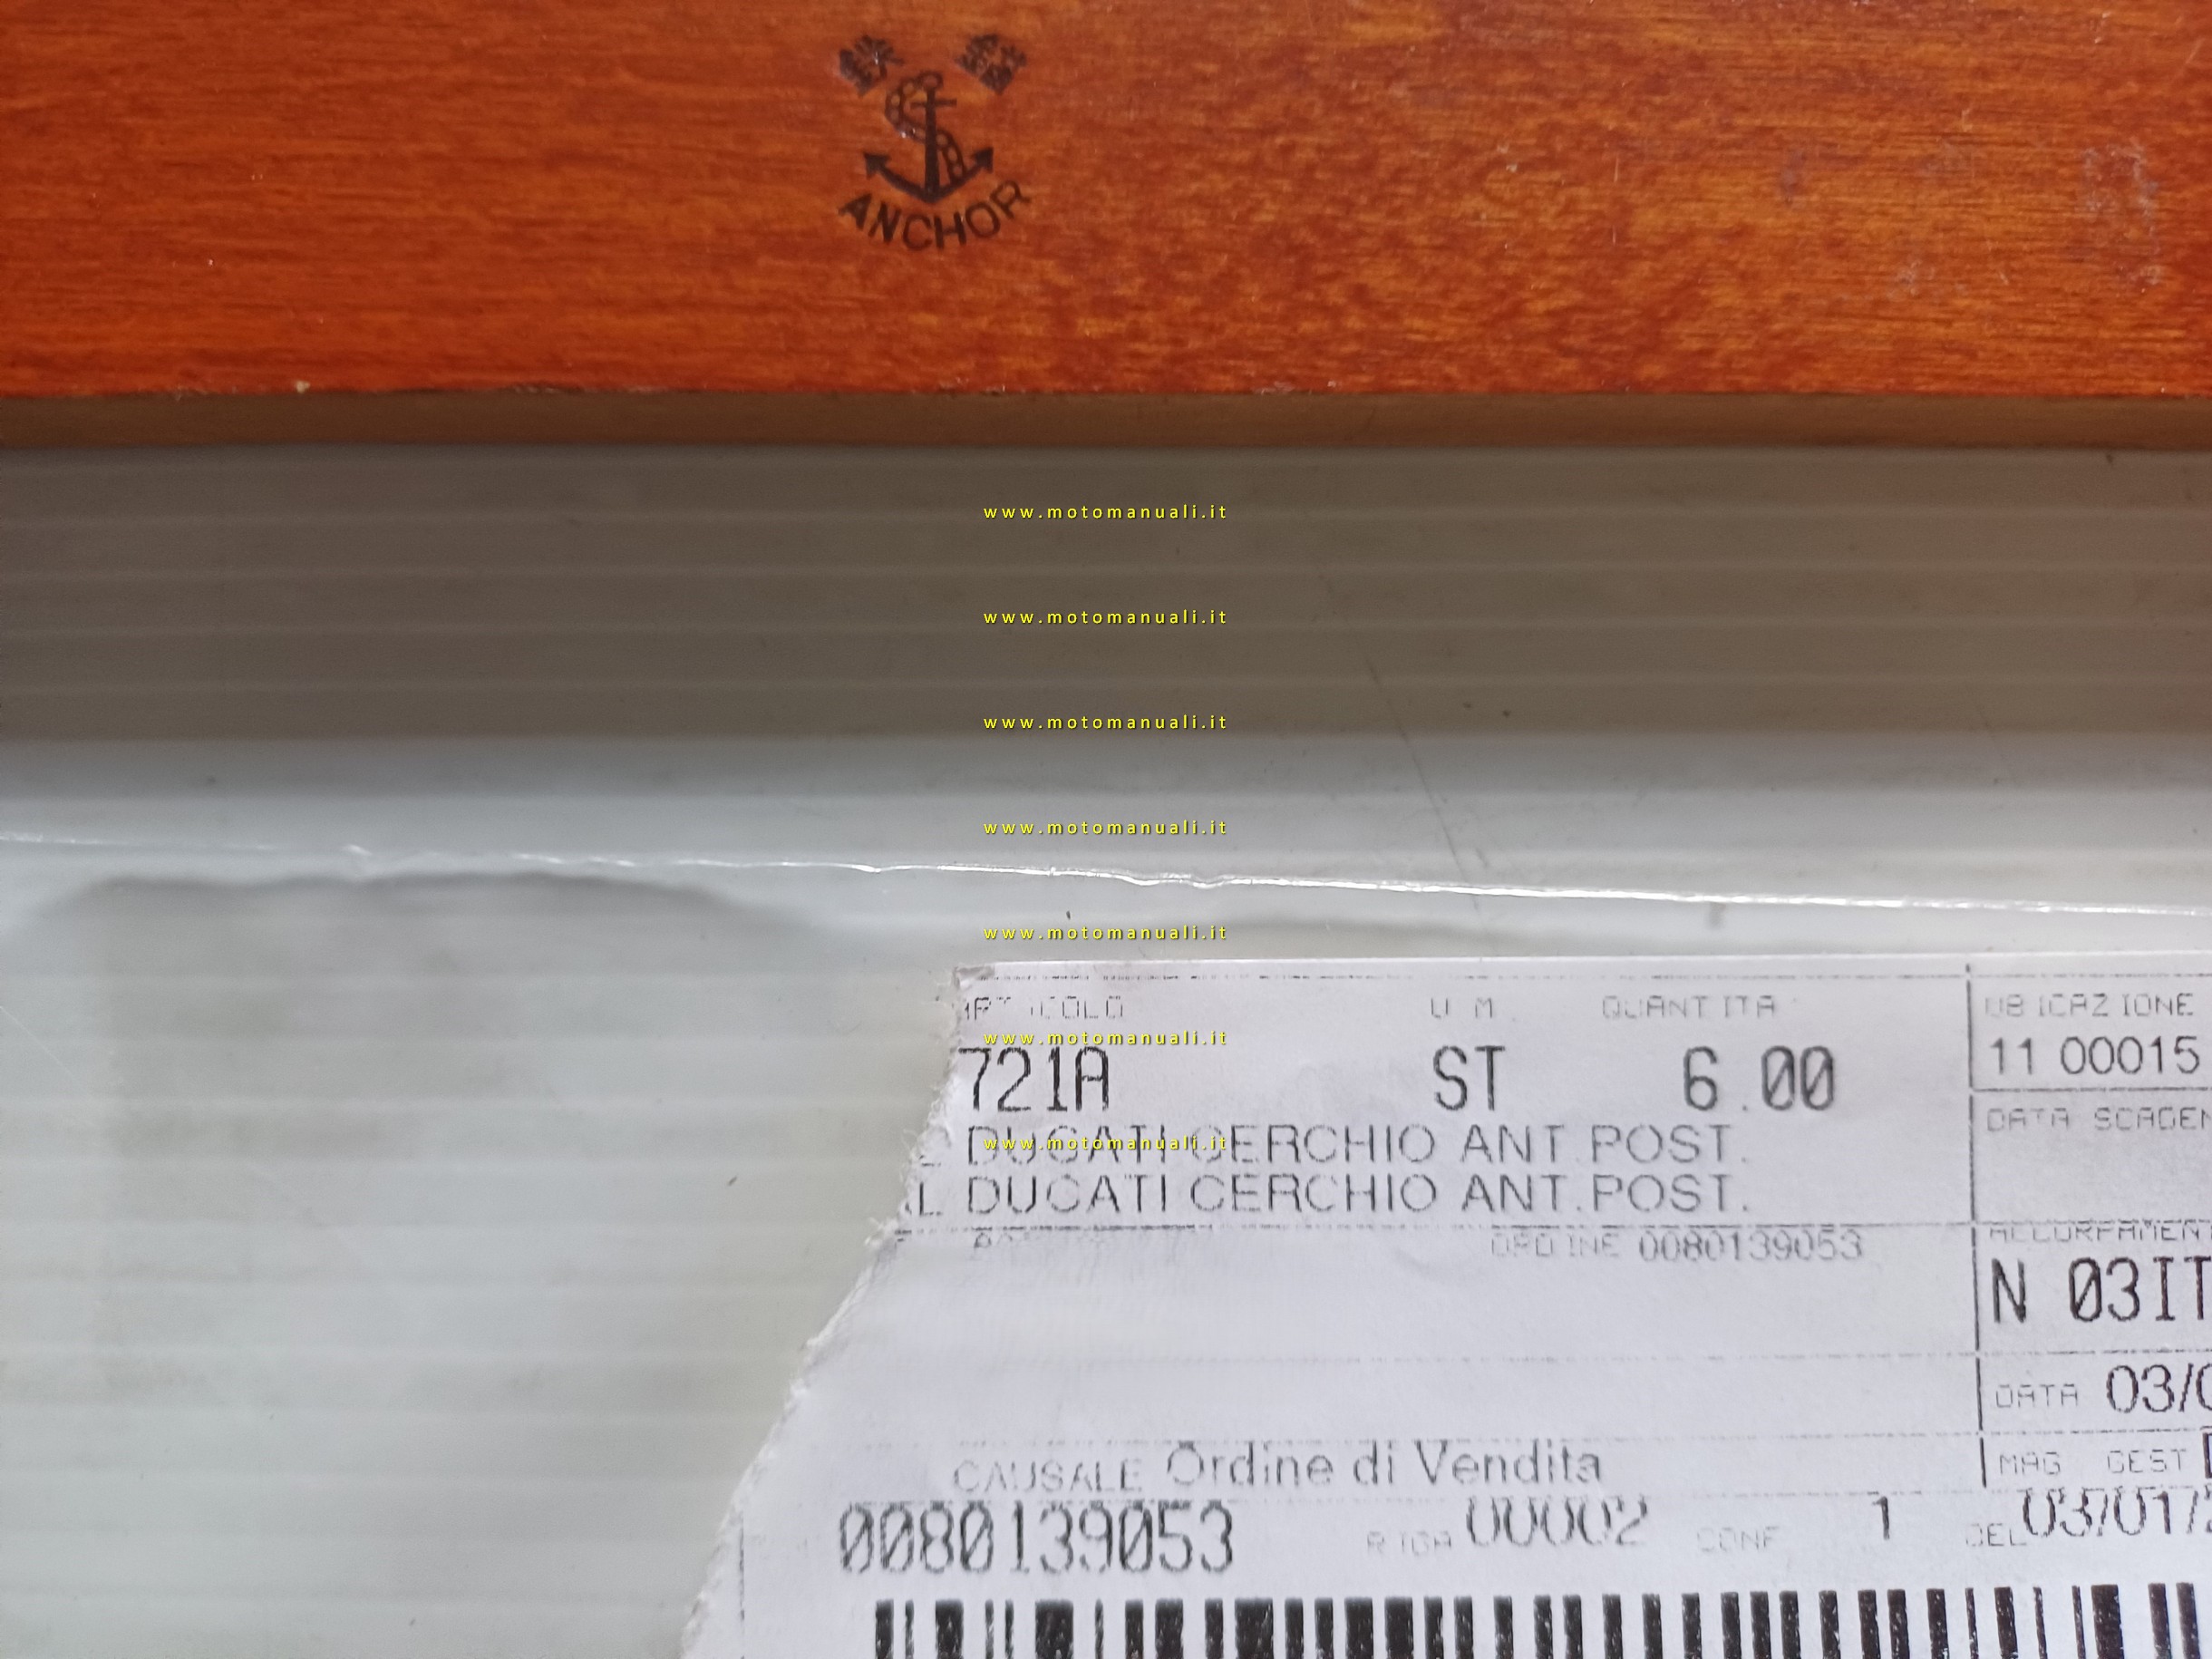 鉄 錨
ANCHOR
www.motomanuali.it
www.motomanuali.it
www.motomanuali.it
www.motomanuali.it
www.motomanuali.it
www.motomanuali.it
www.motomanuali.it
U M QUANTITA UBICAZIONE
721A ST 6.00 11 00015
DATA SCADEN
DUCATI CERCHIO ANT.POST.
L DUCATI CERCHIO ANT.POST.
ORDINE 0080139053
N 03IT
DATA 03/0
CAUSALE Ordine di Vendita MAG GEST
0080139053 RIGA 00002 CONF 1 DEL 03/01/